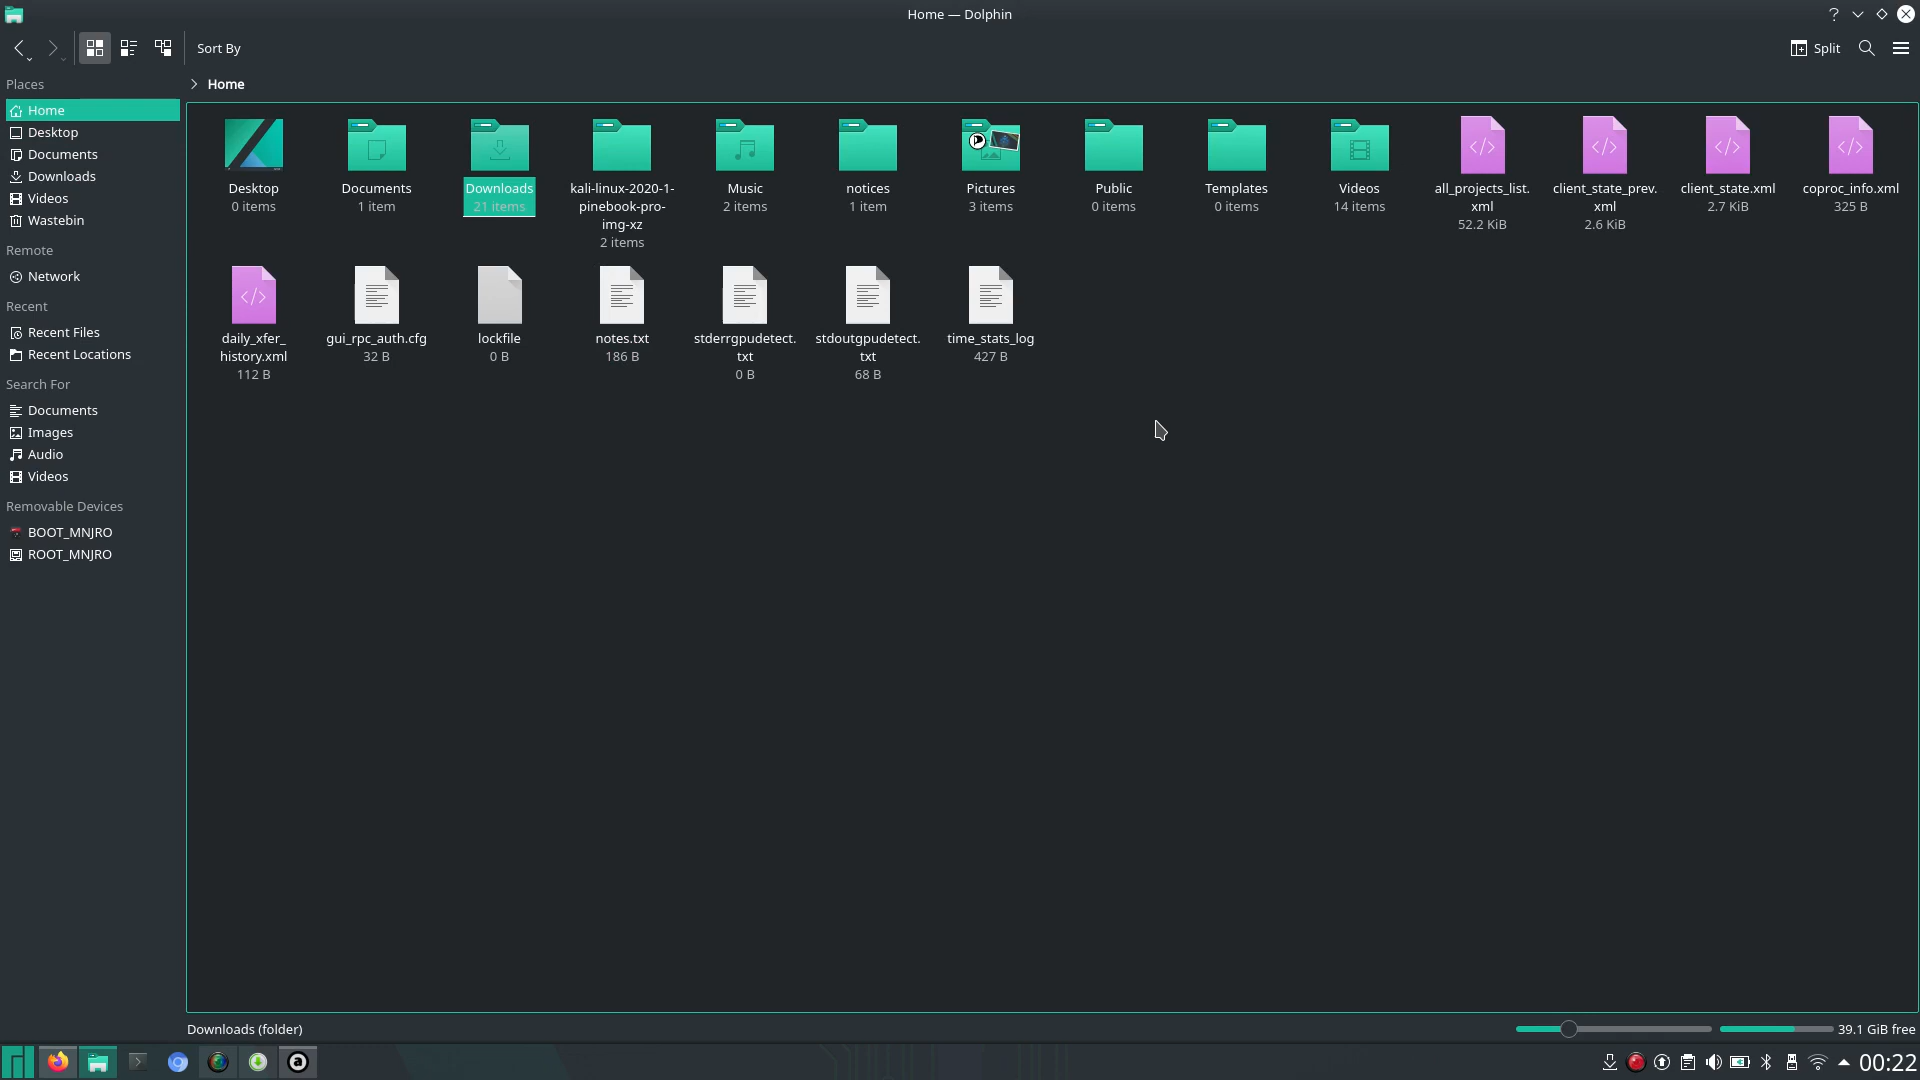 Home — Dolphin
Sort By
Split
Places
Home
Home
Desktop
Documents
Downloads
Videos
Wastebin
Remote
Network
Recent
Recent Files
Recent Locations
Search For
Documents
Images
Audio
Videos
Removable Devices
BOOT_MNJRO
ROOT_MNJRO
Desktop
0 items
Documents
1 item
Downloads
21 items
kali-linux-2020-1-
pinebook-pro-
img-xz
2 items
Music
2 items
notices
1 item
Pictures
3 items
Public
0 items
Templates
0 items
Videos
14 items
all_projects_list.
xml
52.2 KiB
client_state_prev.
xml
2.6 KiB
client_state.xml
2.7 KiB
coproc_info.xml
325 B
daily_xfer_
history.xml
112 B
gui_rpc_auth.cfg
32 B
lockfile
0 B
notes.txt
186 B
stderrgpudetect.
txt
0 B
stdoutgpudetect.
txt
68 B
time_stats_log
427 B
Downloads (folder)
39.1 GiB free
00:22